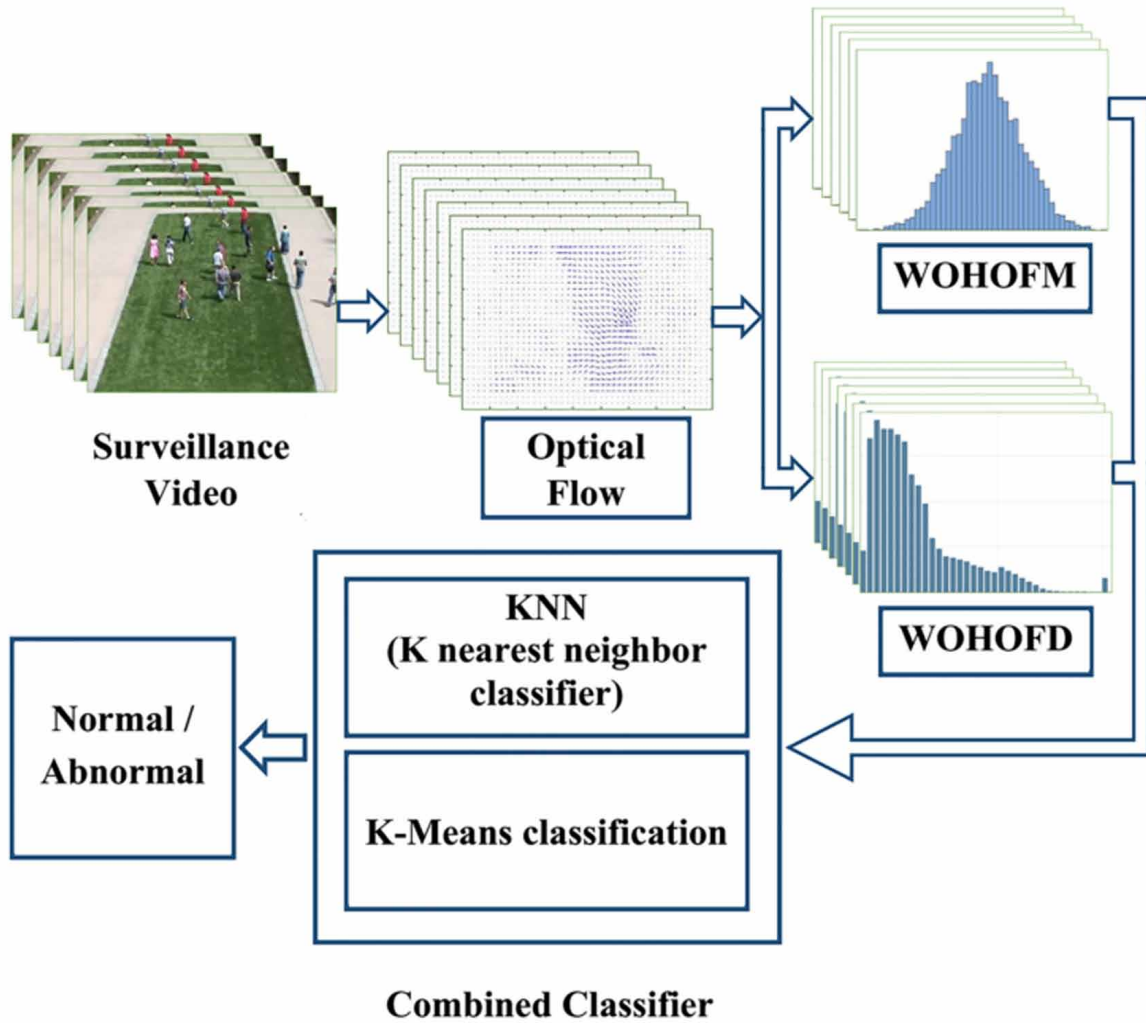 WOHOFM
Surveillance
Video
Optical
Flow
WOHOFD
KNN
(K nearest neighbor
classifier)
K-Means classification
Normal /
Abnormal
Combined Classifier